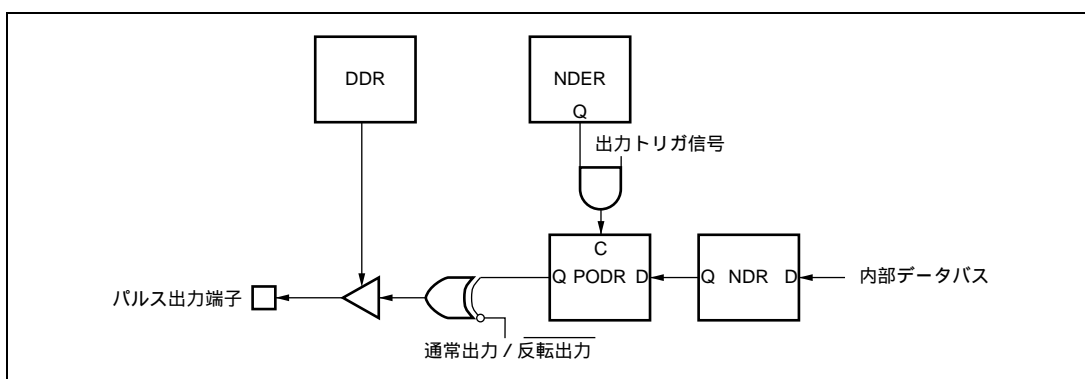 DDR
NDER
Q
出力トリガ信号
C
Q PODR D
Q NDR D
内部データバス
パルス出力端子
通常出力 / 反転出力